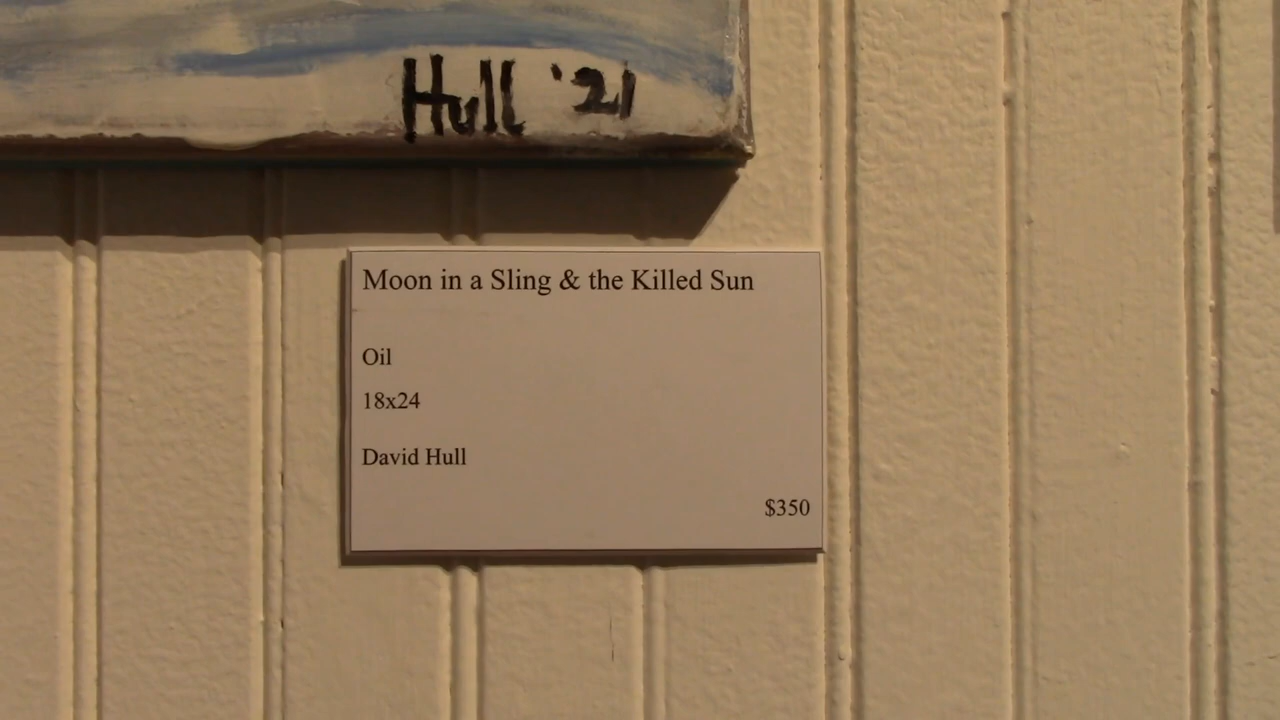 Hull '21
Moon in a Sling & the Killed Sun
Oil
18x24
David Hull
$350